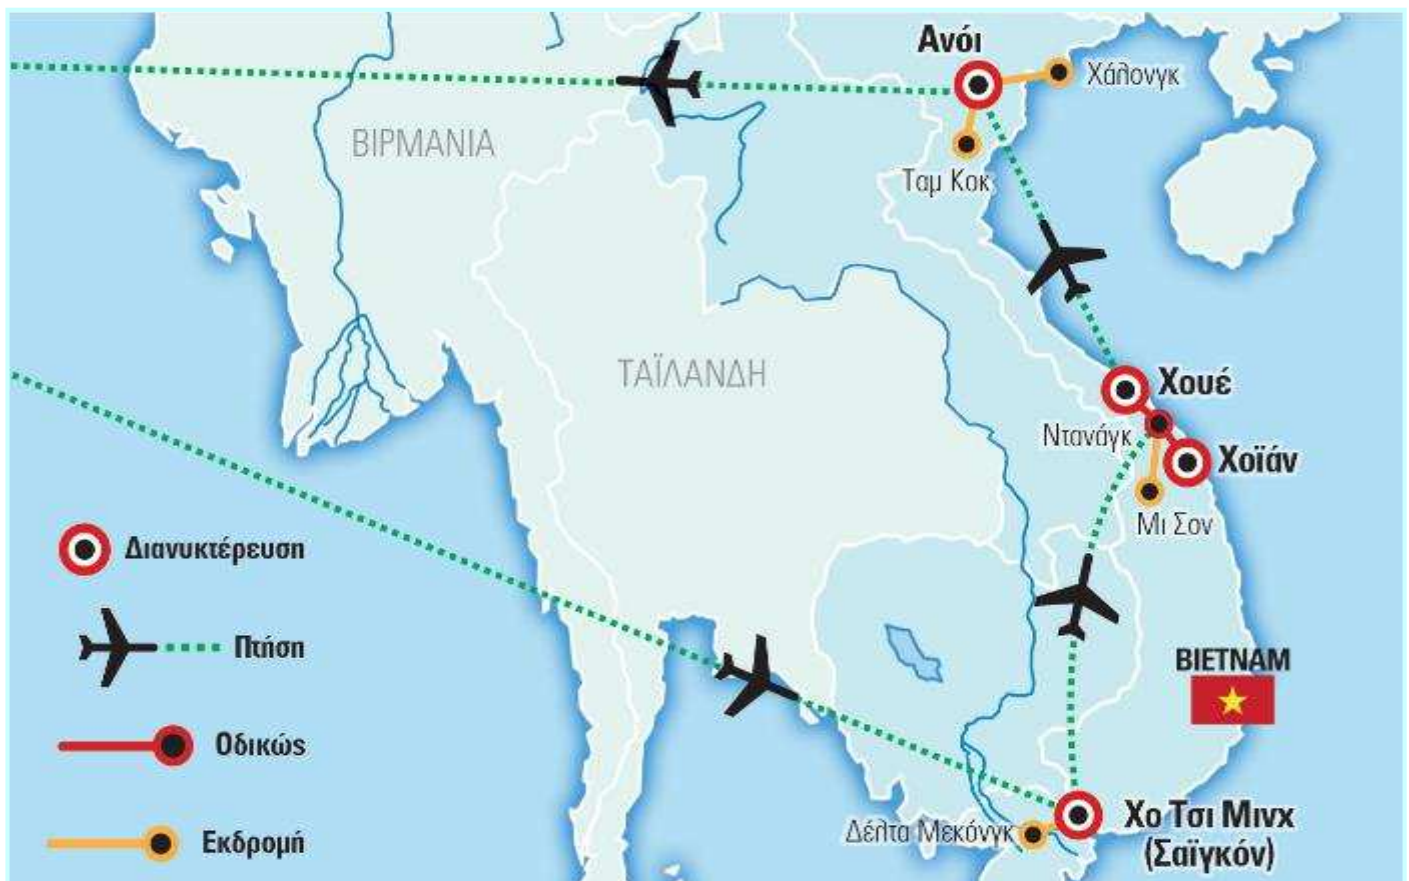 Ανόι
Χάλονγκ
ΒΙΡΜΑΝΙΑ
Ταμ Κοκ
ΤΑΪΛΑΝΔΗ
Χουέ
Ντανάγκ
Χοϊάν
Μι Σον
Διανυκτέρευση
Πτήση
ΒΙΕΤΝΑΜ
Οδικώς
Χο Τσι Μινχ
(Σαϊγκόν)
Δέλτα Μεκόνγκ
Εκδρομή